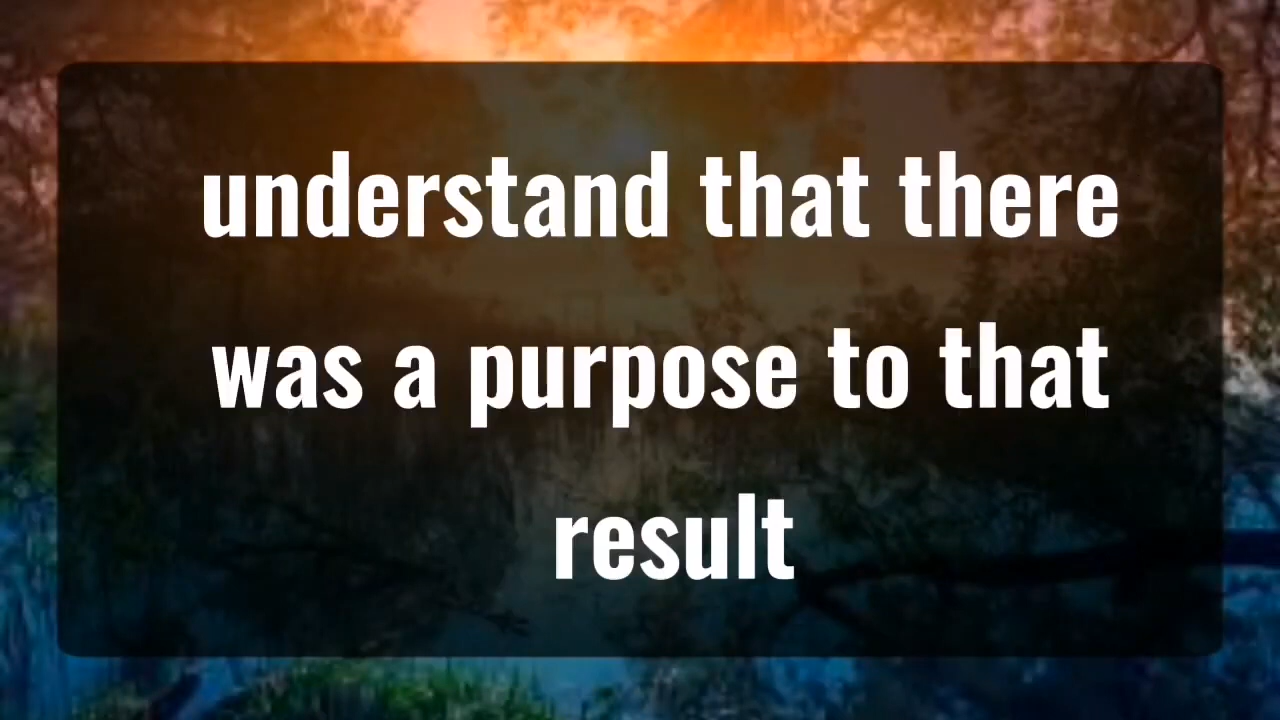 understand that there
was a purpose to that
result